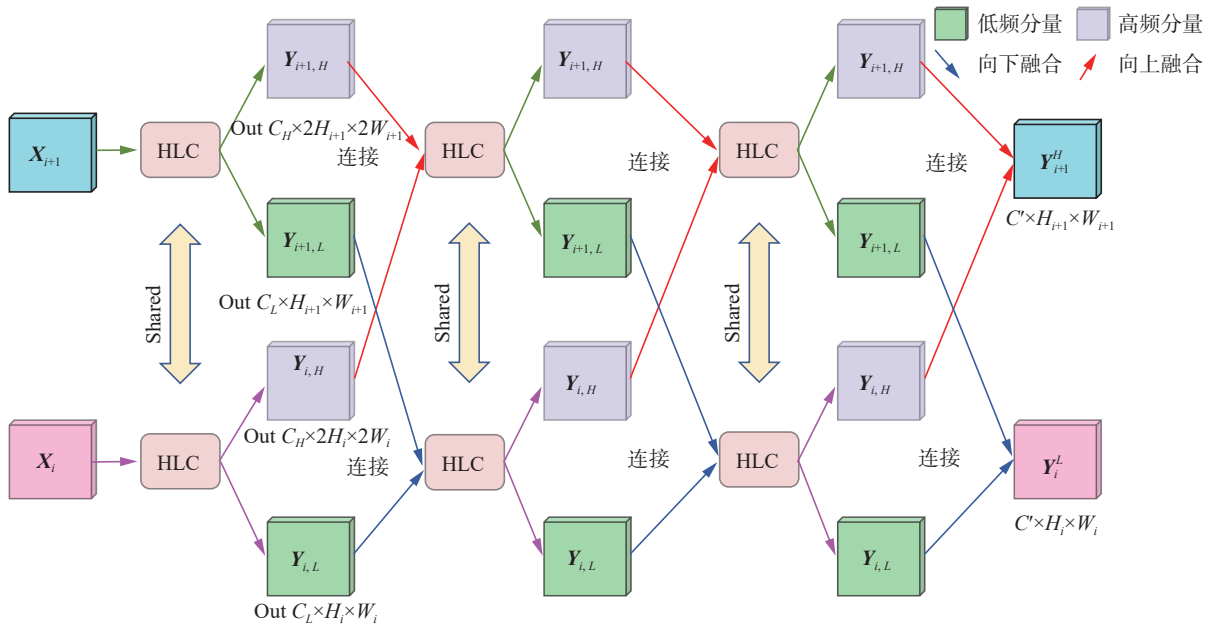 低频分量
高频分量
向下融合
向上融合
Y_{i+1, H}
Y_{i+1, H}
Y_{i+1, H}
Out C_H×2H_{i+1}×2W_{i+1}
X_{i+1}
HLC
连接
HLC
连接
HLC
连接
Y_{i+1}^H
C′×H_{i+1}×W_{i+1}
Y_{i+1, L}
Y_{i+1, L}
Y_{i+1, L}
Out C_L×H_{i+1}×W_{i+1}
Shared
Shared
Shared
Y_{i, H}
Y_{i, H}
Y_{i, H}
Out C_H×2H_i×2W_i
X_i
HLC
连接
HLC
连接
HLC
连接
Y_i^L
C′×H_i×W_i
Y_{i, L}
Y_{i, L}
Y_{i, L}
Out C_L×H_i×W_i